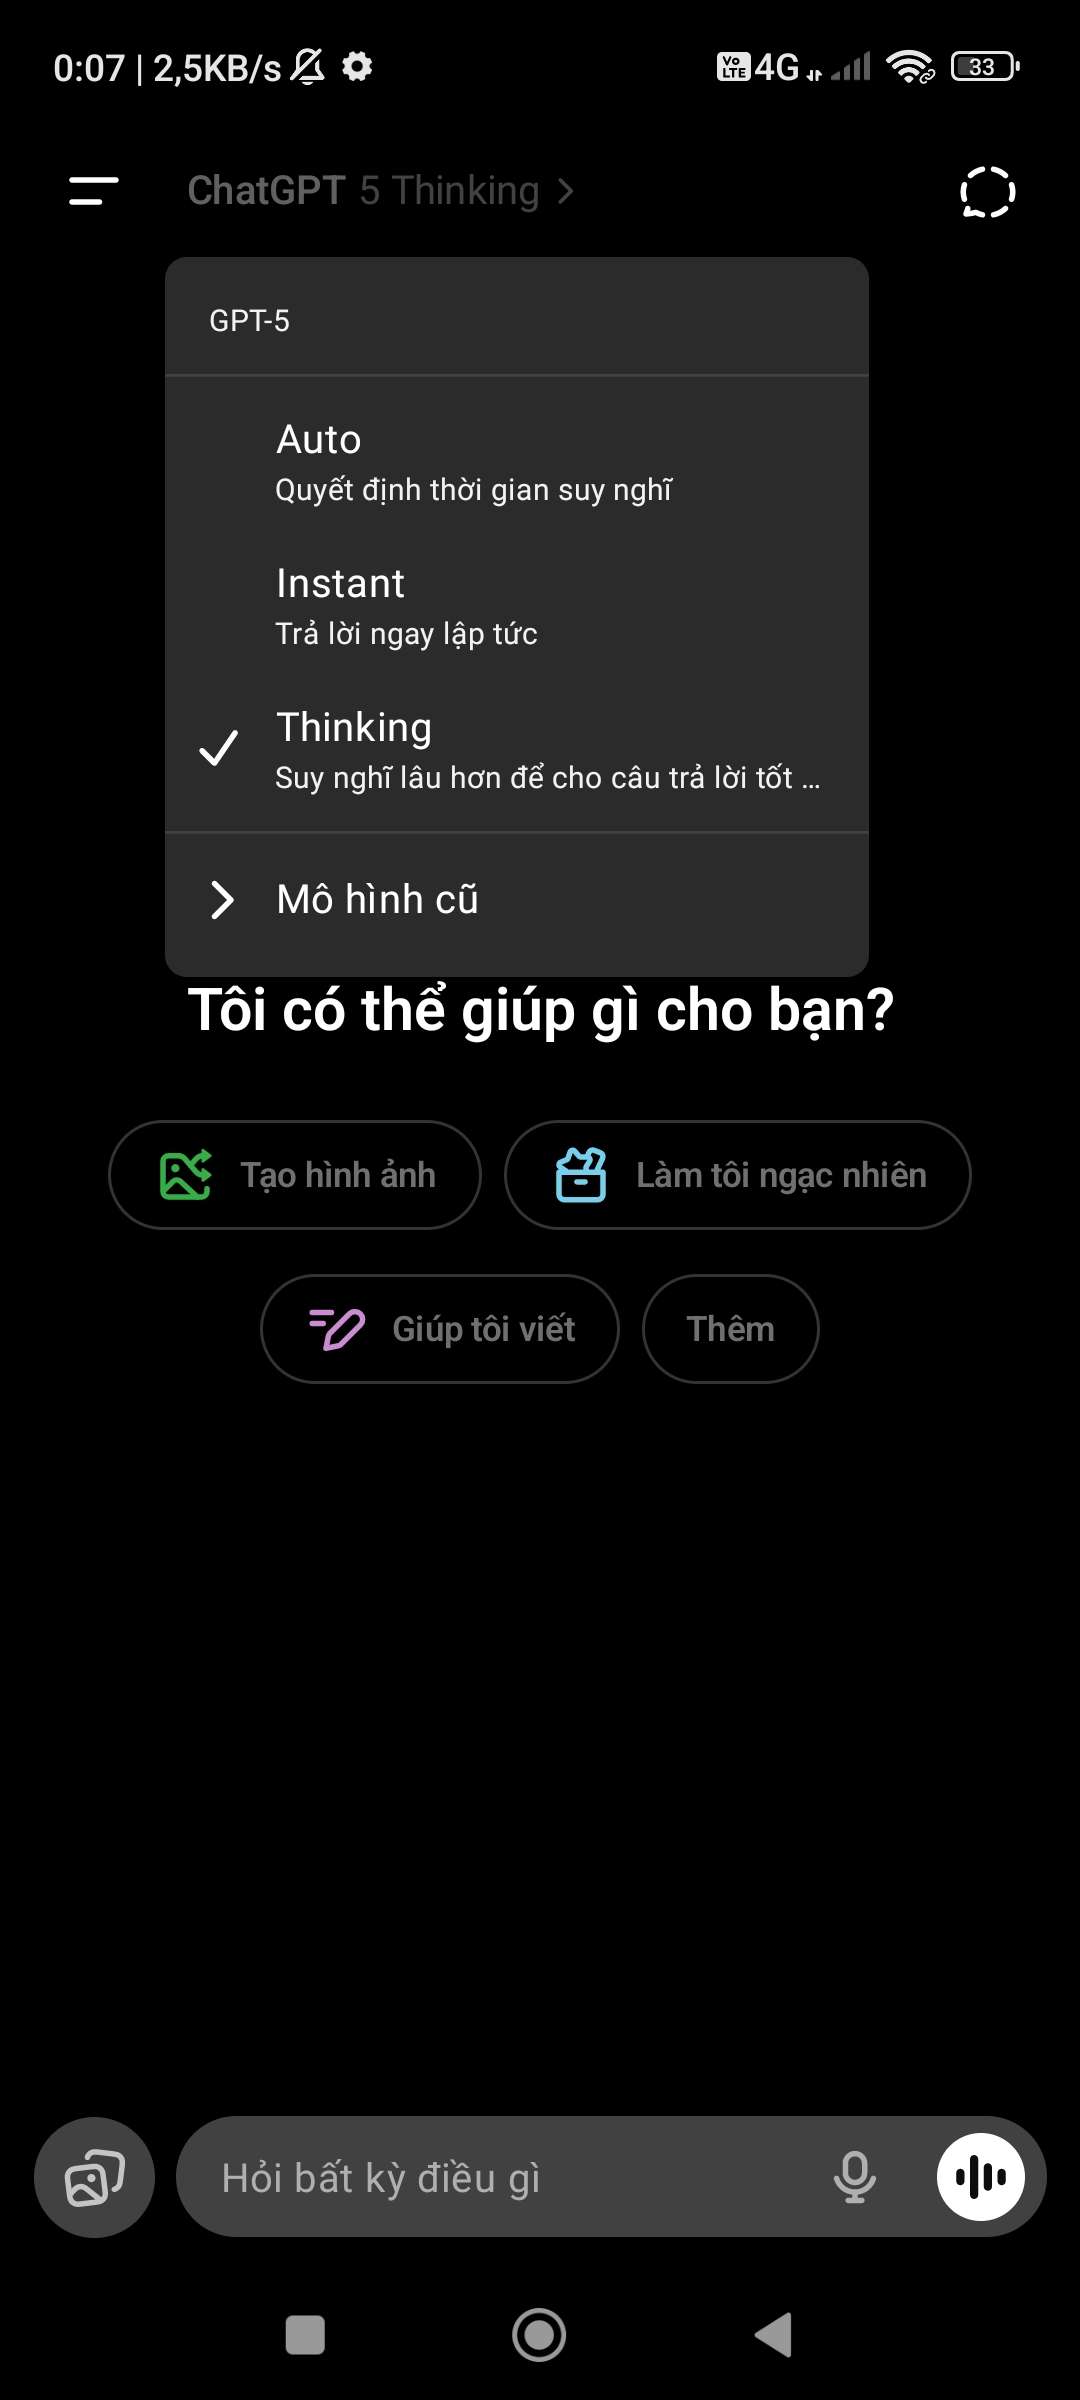 0:07 | 2,5KB/s
Vo LTE 4G 33
ChatGPT 5 Thinking
GPT-5
Auto
Quyết định thời gian suy nghĩ
Instant
Trả lời ngay lập tức
Thinking
Suy nghĩ lâu hơn để cho câu trả lời tốt ...
Mô hình cũ
Tôi có thể giúp gì cho bạn?
Tạo hình ảnh
Làm tôi ngạc nhiên
Giúp tôi viết
Thêm
Hỏi bất kỳ điều gì